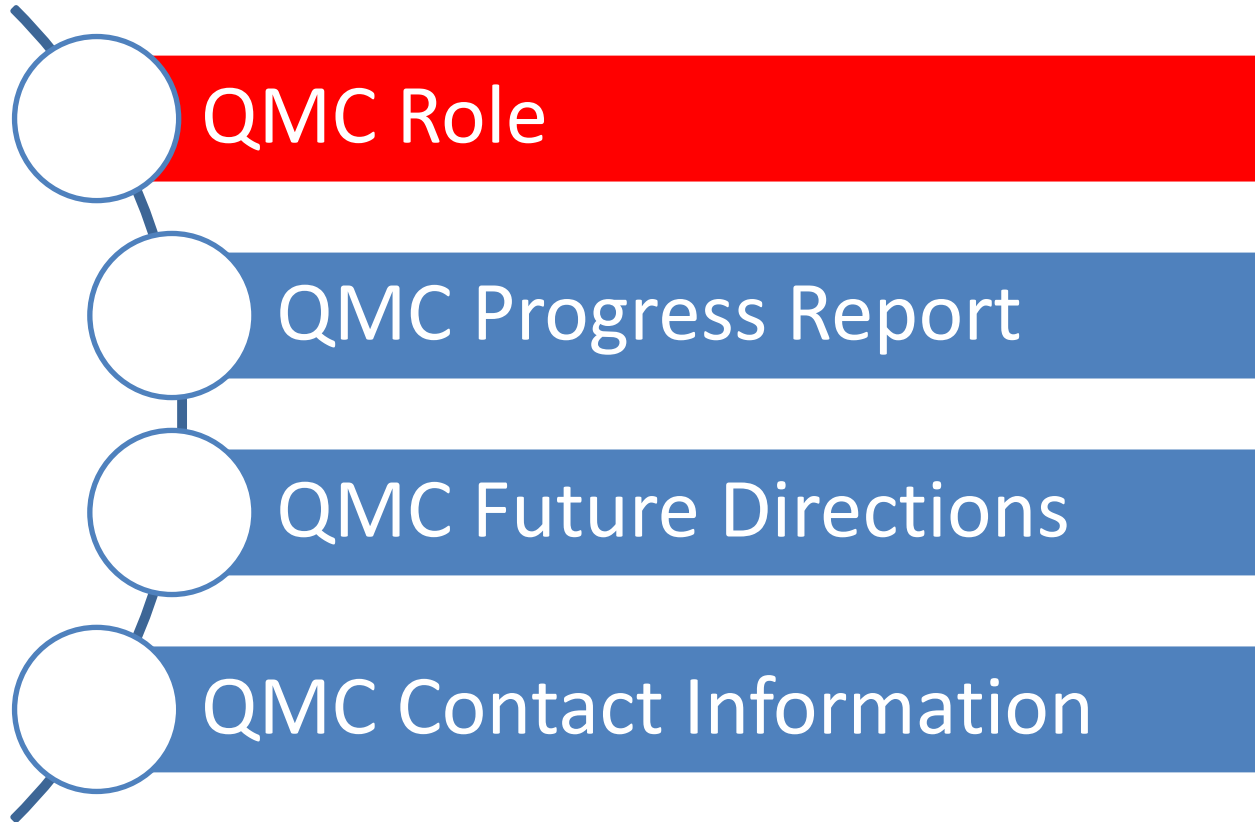 QMC Role
QMC Progress Report
QMC Future Directions
QMC Contact Information